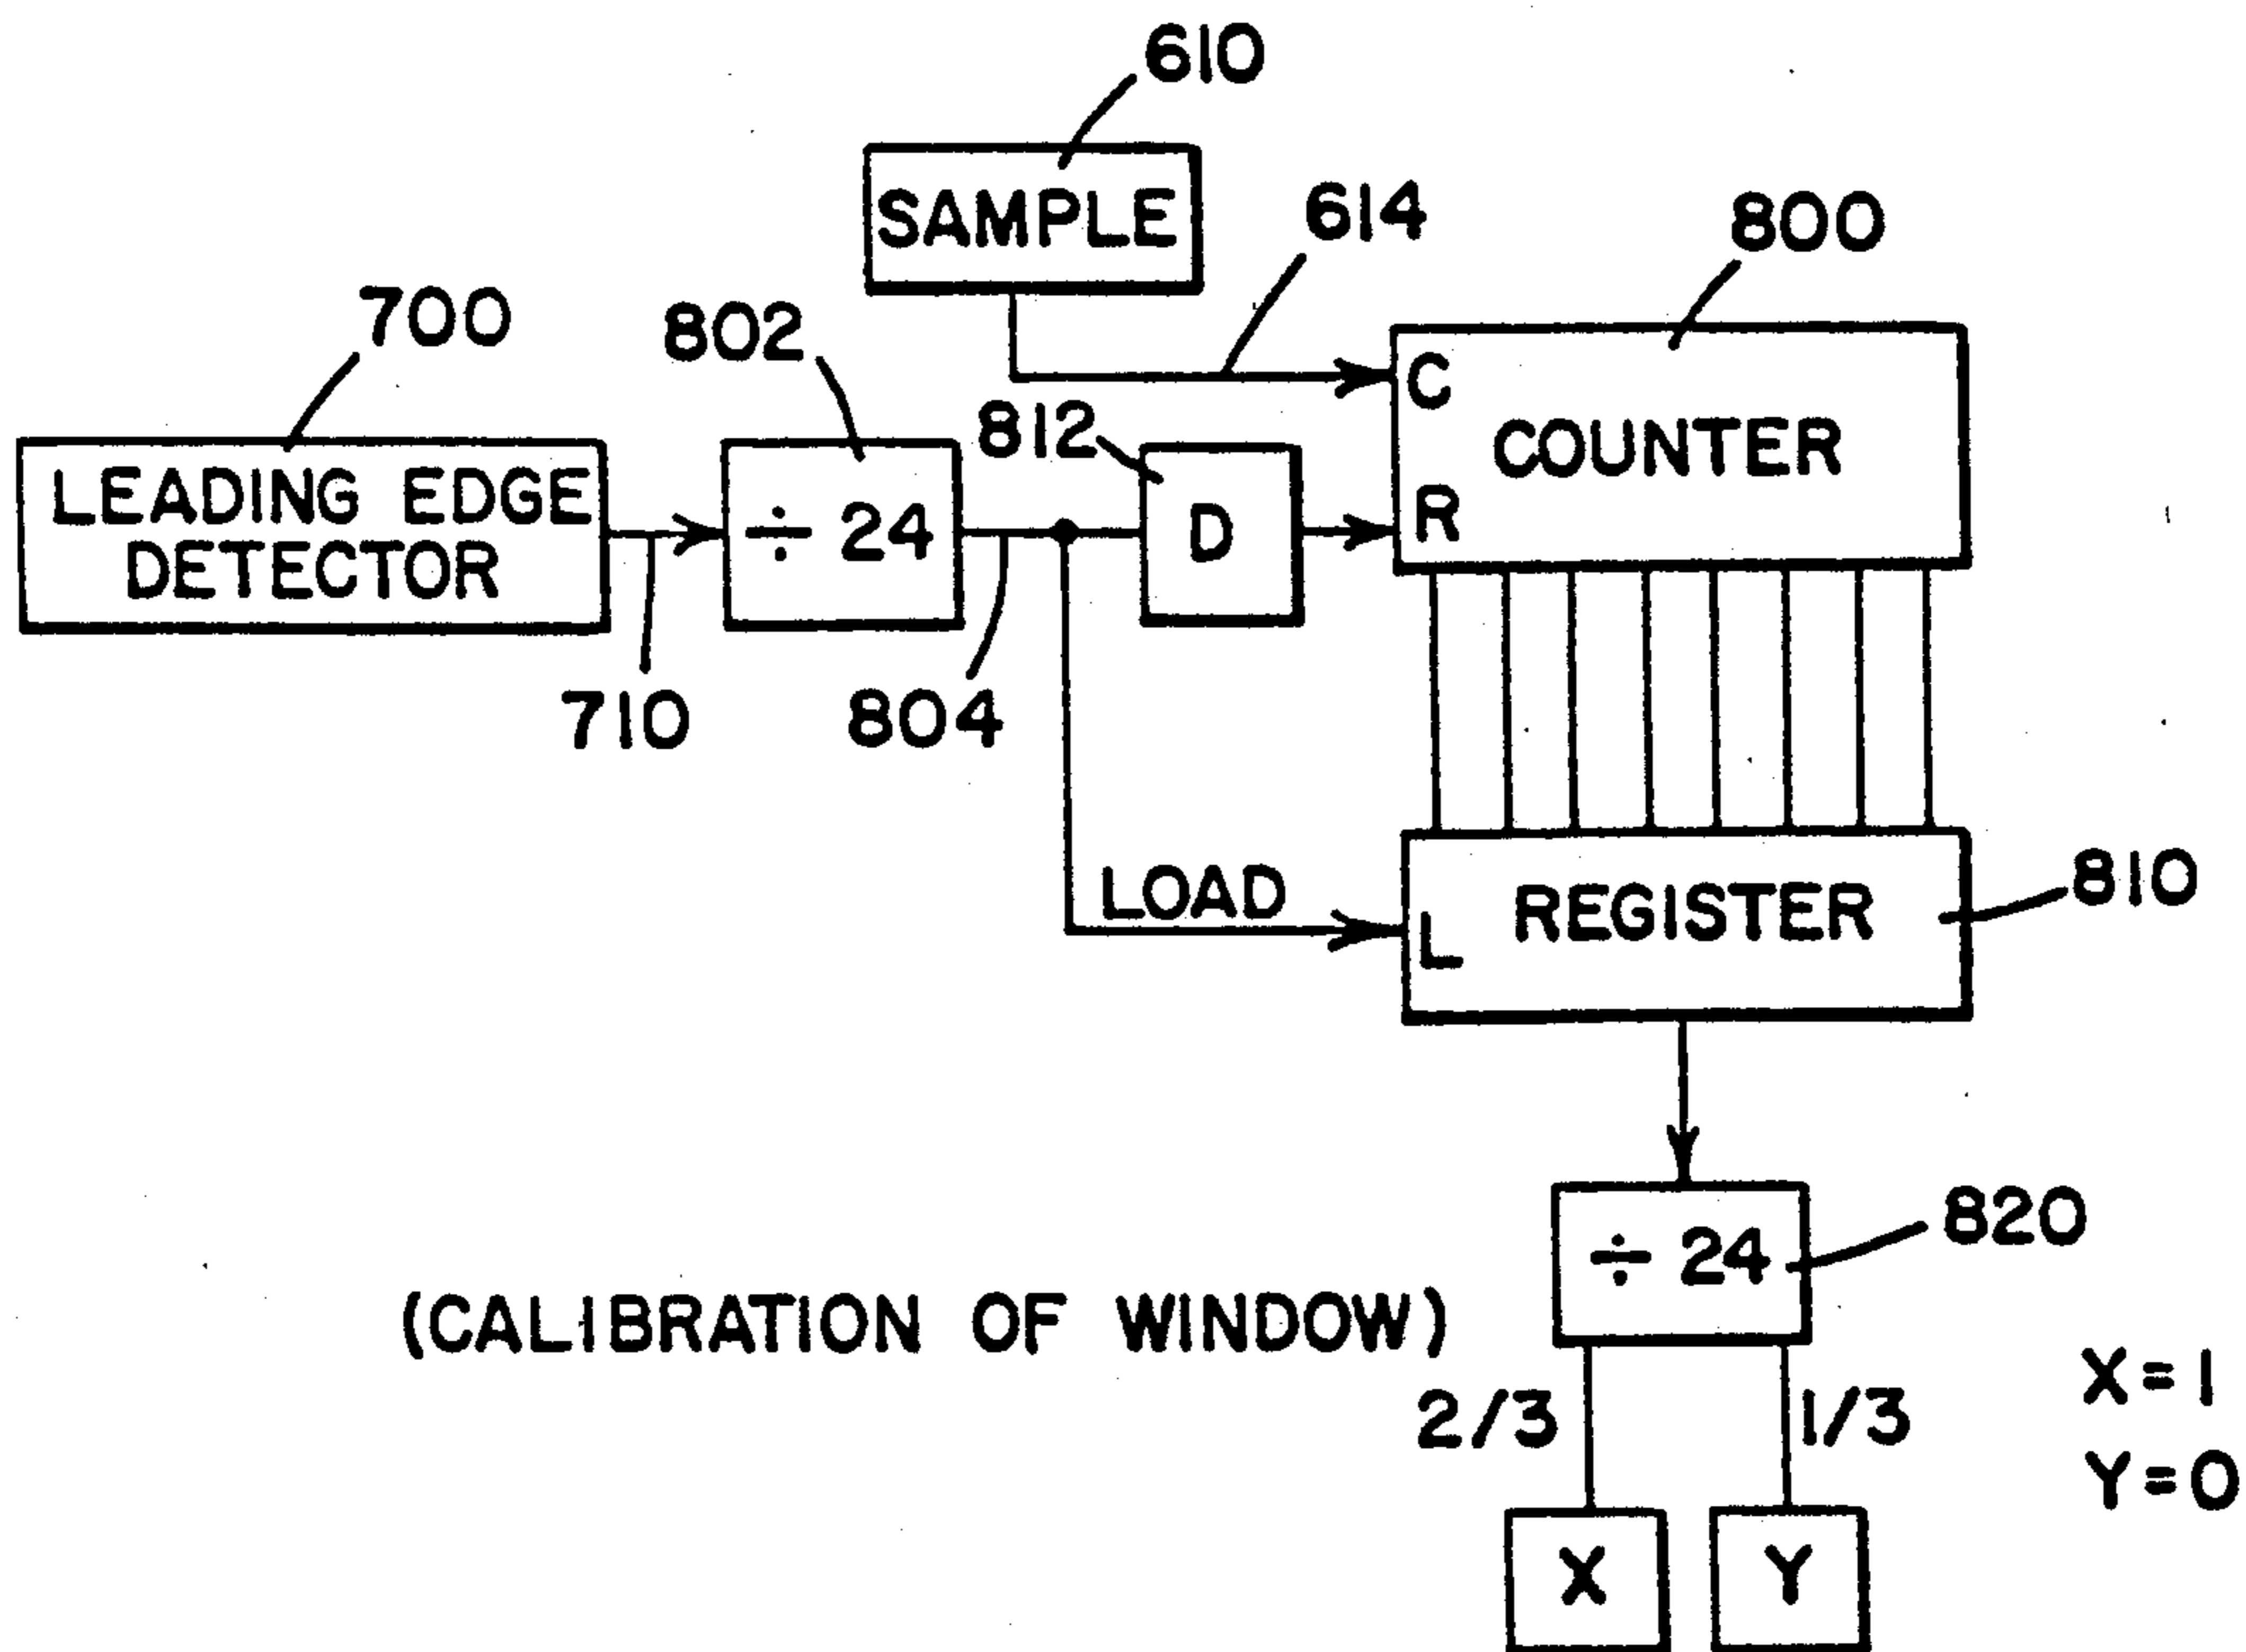 610
SAMPLE
614
800
700
802
812
C
COUNTER
R
LEADING EDGE
DETECTOR
÷ 24
D
710
804
LOAD
L
REGISTER
810
÷ 24
820
(CALIBRATION OF WINDOW)
2/3
1/3
X=1
Y=0
X
Y